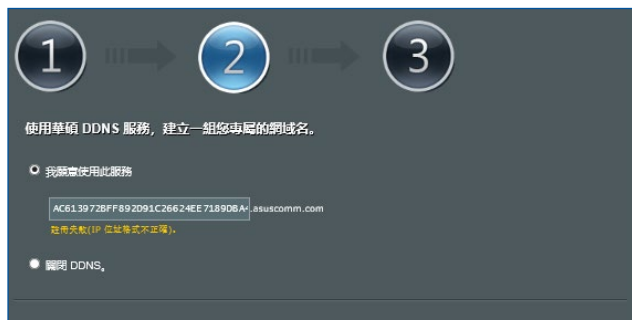 1 2 3
使用華碩 DDNS 服務，建立一組您專屬的網域名。
我願意使用此服務
AC613972BFF892D91C26624EE7189DBA4 .asuscomm.com
註冊失敗(IP 位址格式不正確)。
關閉 DDNS。